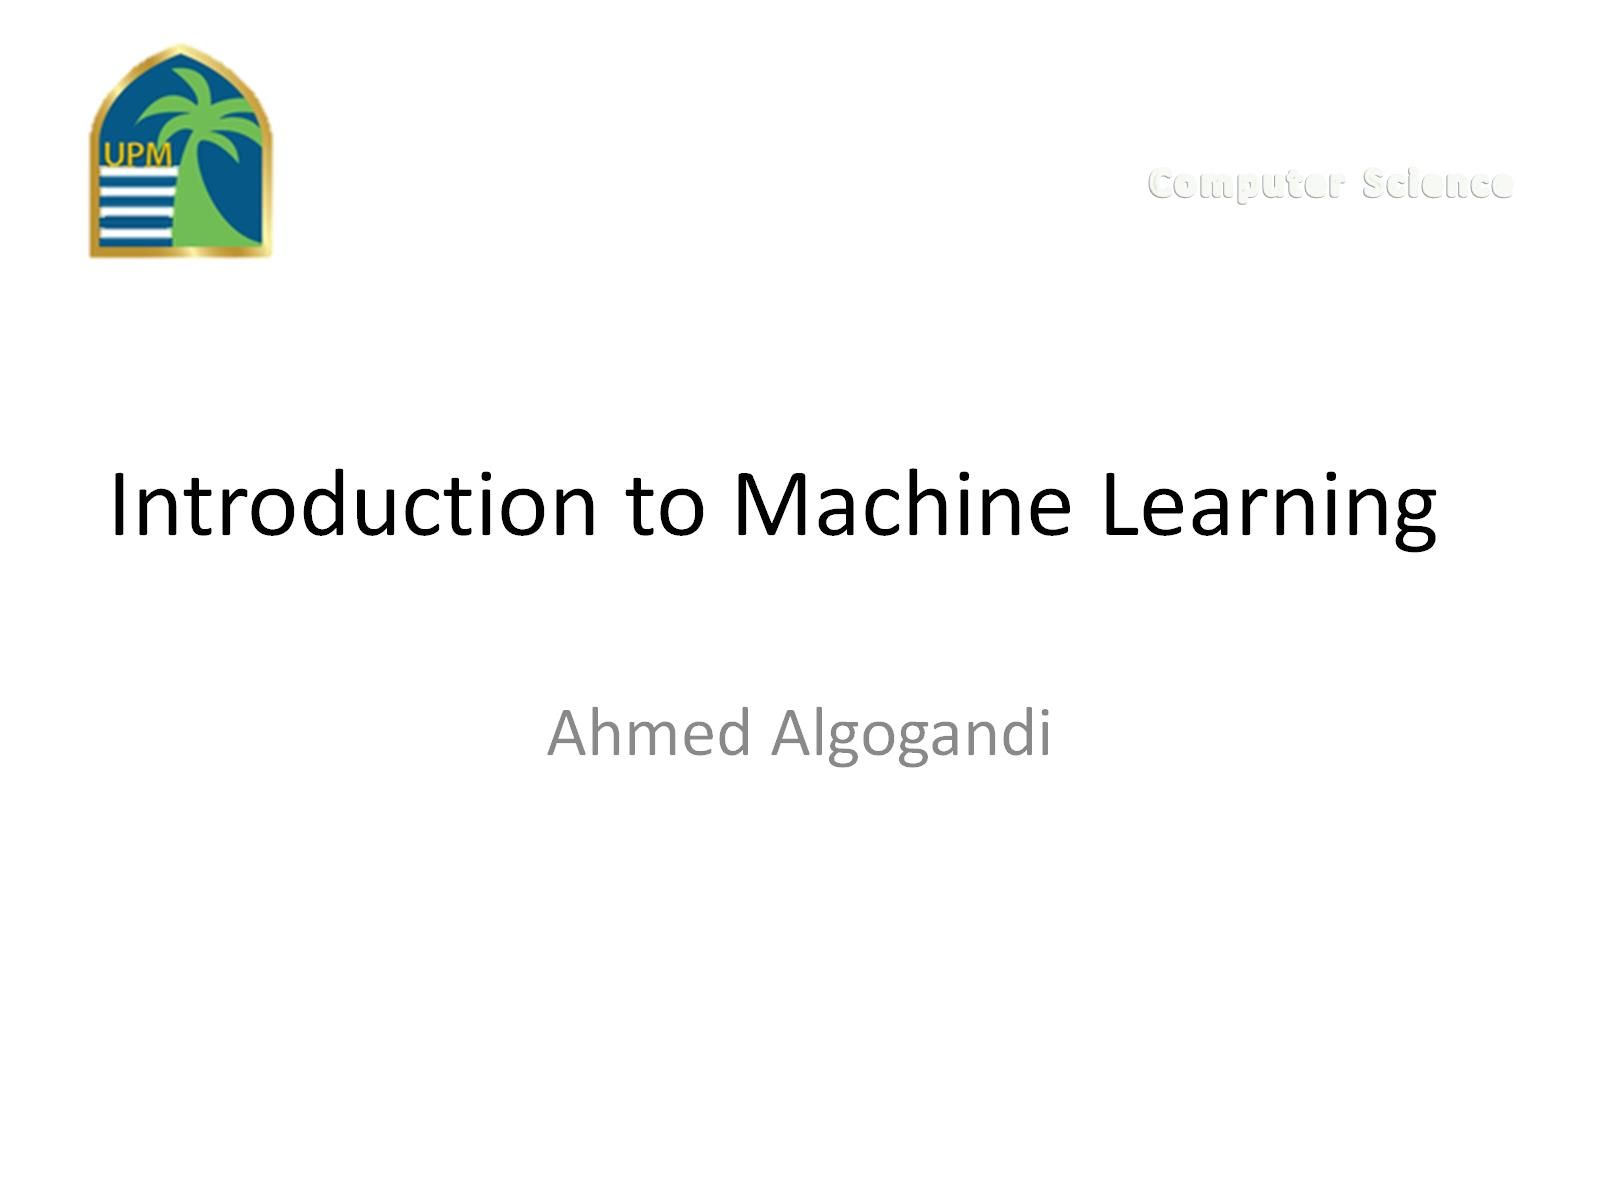 UPM
Computer Science
Introduction to Machine Learning
Ahmed Algogandi